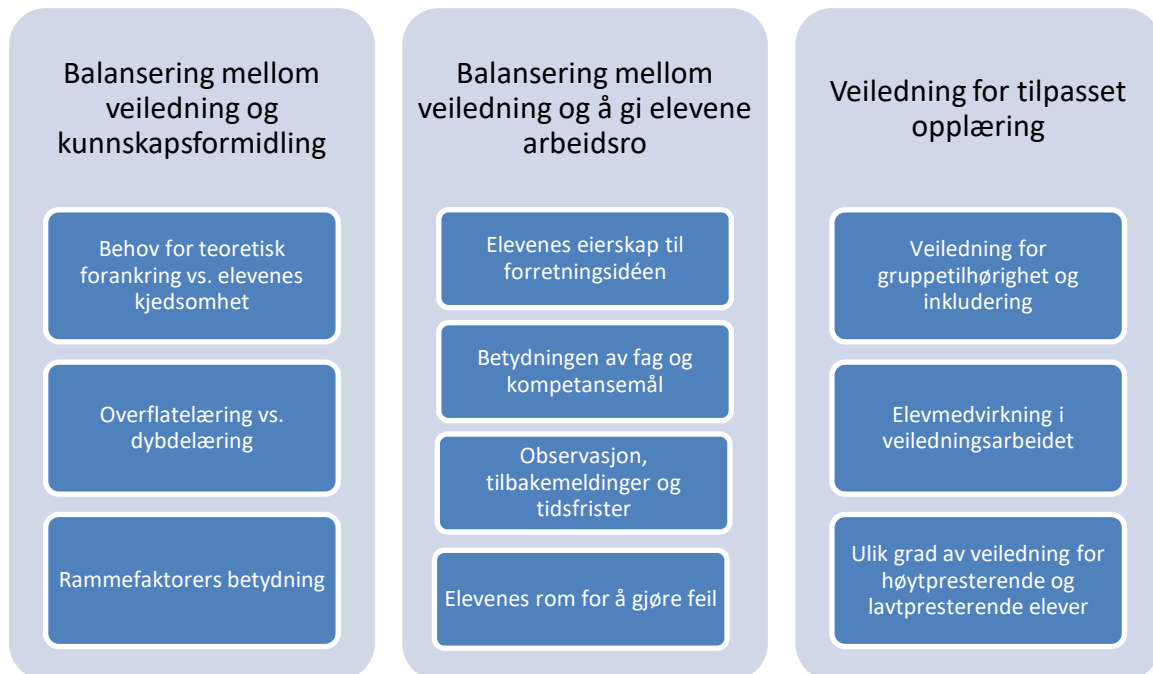 Balansering mellom
veiledning og
kunnskapsformidling
Behov for teoretisk
forankring vs. elevenes
kjedsomhet
Overflatelæring vs.
dybdelæring
Rammefaktorers betydning
Balansering mellom
veiledning og å gi elevene
arbeidsro
Elevenes eierskap til
forretningsidéen
Betydningen av fag og
kompetansemål
Observasjon,
tilbakemeldinger og
tidsfrister
Elevenes rom for å gjøre feil
Veiledning for tilpasset
opplæring
Veiledning for
gruppetilhørighet og
inkludering
Elevmedvirkning i
veiledningsarbeidet
Ulik grad av veiledning for
høytpresterende og
lavtpresterende elever